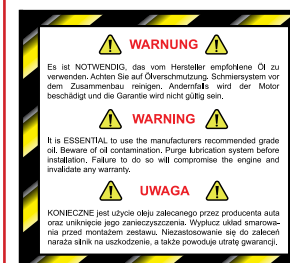 WARNUNG
Es ist NOTWENDIG, das vom Hersteller empfohlene Öl zu
verwenden. Achten Sie auf Ölverschmutzung. Schmiersystem vor
dem Zusammenbau reinigen. Andernfalls wird der Motor
beschädigt und die Garantie wird nicht gültig sein.
WARNING
It is ESSENTIAL to use the manufacturers recommended grade
oil. Beware of oil contamination. Purge lubrication system before
installation. Failure to do so will compromise the engine and
invalidate any warranty.
UWAGA
KONIECZNE jest użycie oleju zalecanego przez producenta auta
oraz uniknięcie jego zanieczyszczenia. Wypłucz układ smarowa-
nia przed montażem zestawu. Niezastosowanie się do zaleceń
naraża silnik na uszkodzenie, a także powoduje utratę gwarancji.